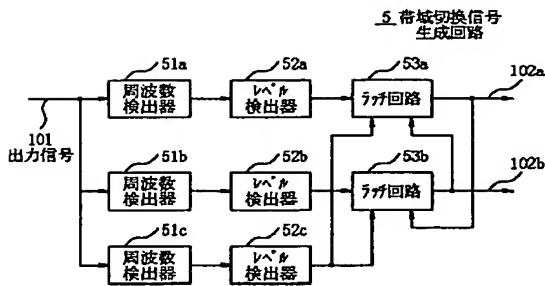 5 帯域切換信号
生成回路
51a
52a
53a
102a
周波数
検出器
レベル
検出器
ラッチ回路
101
出力信号
51b
52b
53b
102b
周波数
検出器
レベル
検出器
ラッチ回路
51c
52c
周波数
検出器
レベル
検出器